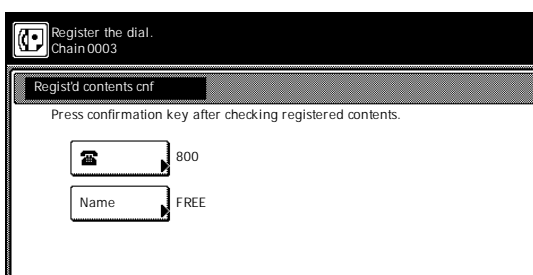 Register the dial.
Chain 0003
Regist'd contents cnf
Press confirmation key after checking registered contents.
800
Name FREE